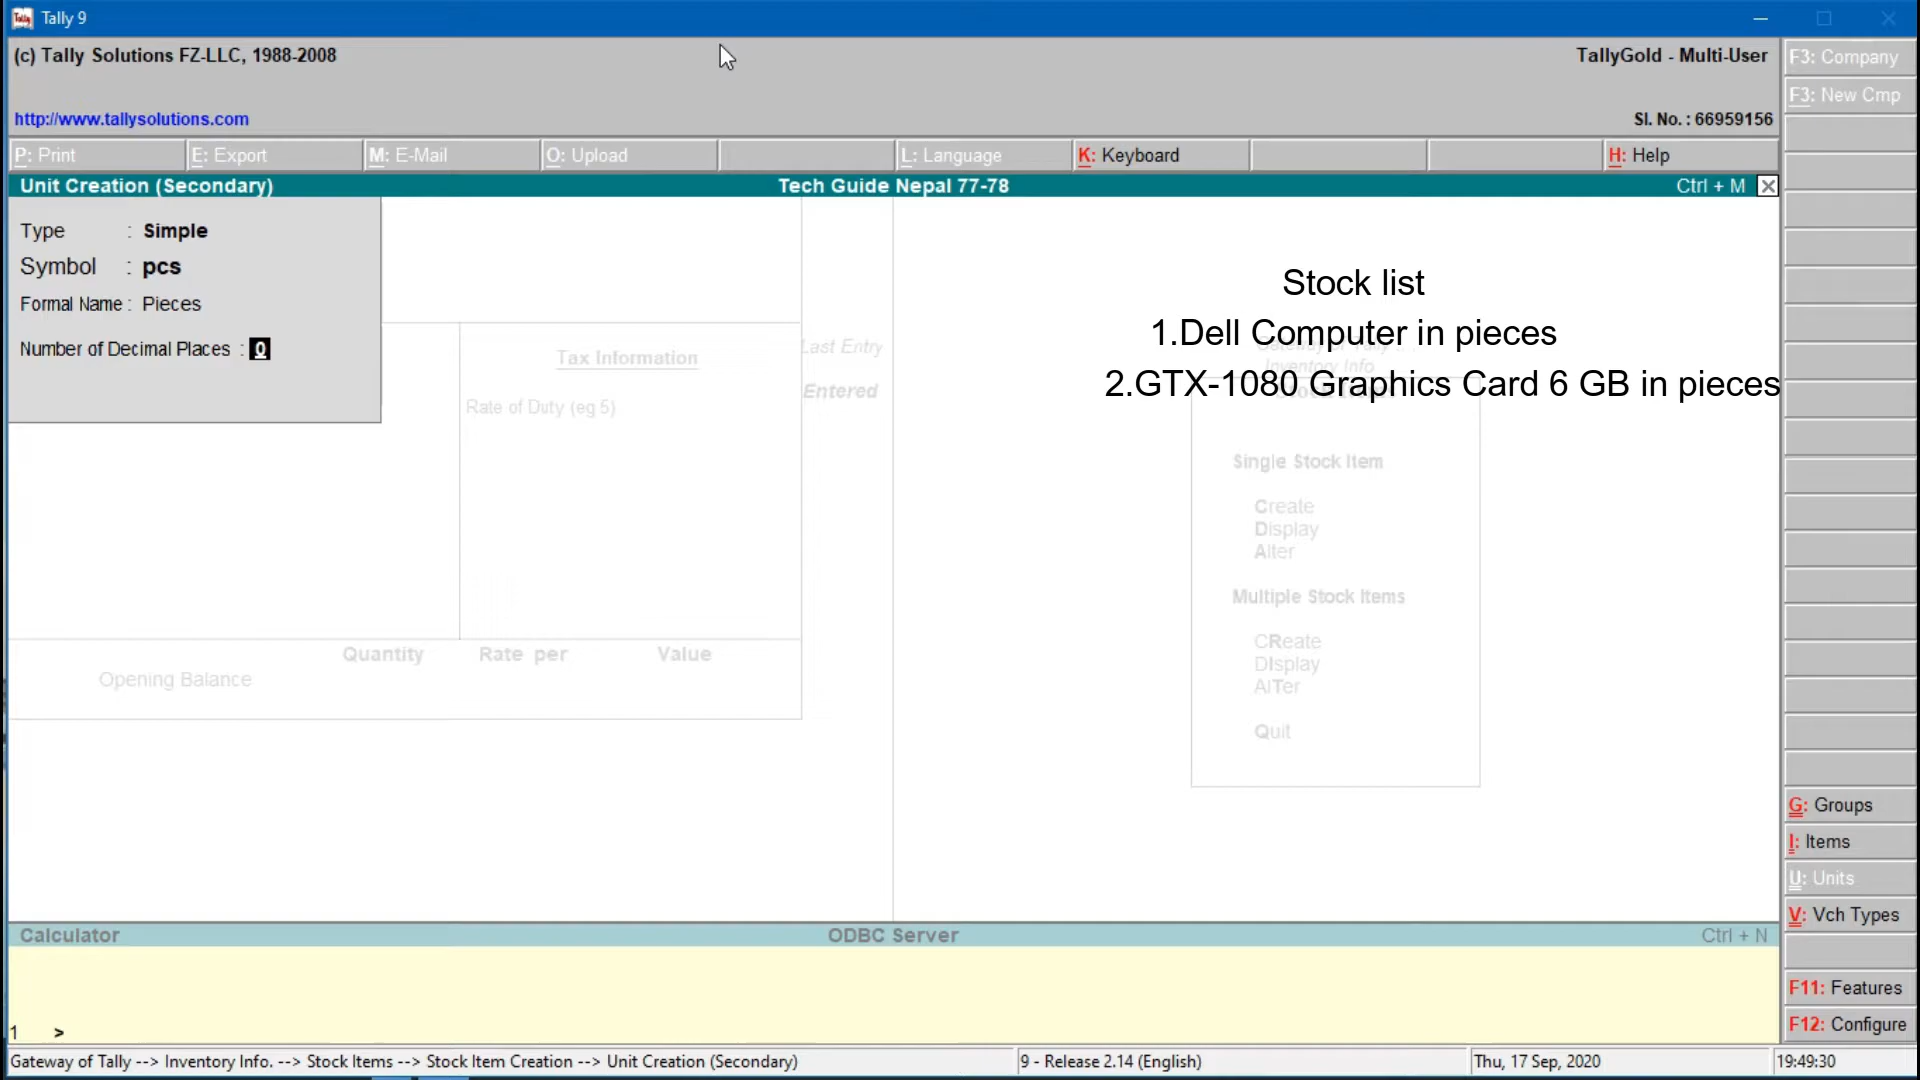 Tally 9
(c) Tally Solutions FZ-LLC, 1988-2008
TallyGold - Multi-User
http://www.tallysolutions.com
Sl. No. : 66959156
P: Print
E: Export
M: E-Mail
O: Upload
L: Language
K: Keyboard
H: Help
F3: Company
F3: New Cmp
Unit Creation (Secondary)
Tech Guide Nepal 77-78
Ctrl + M
Type : Simple
Symbol : pcs
Formal Name : Pieces
Number of Decimal Places : 0
Tax Information
Rate of Duty (eg 5)
Last Entry
Entered
Stock list
1.Dell Computer in pieces
Inventory Info
2.GTX-1080 Graphics Card 6 GB in pieces
Single Stock Item
Create
Display
Alter
Multiple Stock Items
CReate
DIsplay
AlTer
Quit
Quantity Rate per Value
Opening Balance
G: Groups
I: Items
U: Units
V: Vch Types
F11: Features
F12: Configure
Calculator
ODBC Server
Ctrl + N
1 >
Gateway of Tally --> Inventory Info. --> Stock Items --> Stock Item Creation --> Unit Creation (Secondary)
9 - Release 2.14 (English)
Thu, 17 Sep, 2020
19:49:30